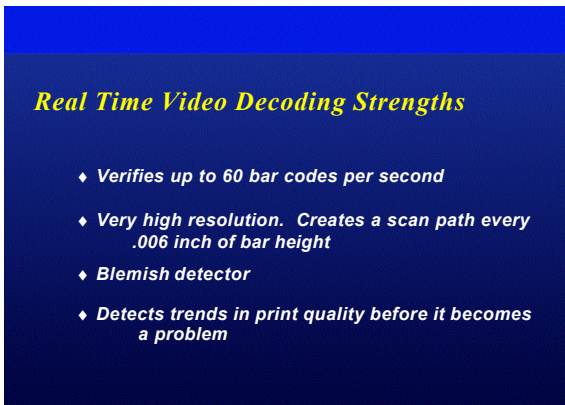 Real Time Video Decoding Strengths
♦ Verifies up to 60 bar codes per second
♦ Very high resolution.  Creates a scan path every
.006 inch of bar height
♦ Blemish detector
♦ Detects trends in print quality before it becomes
a problem